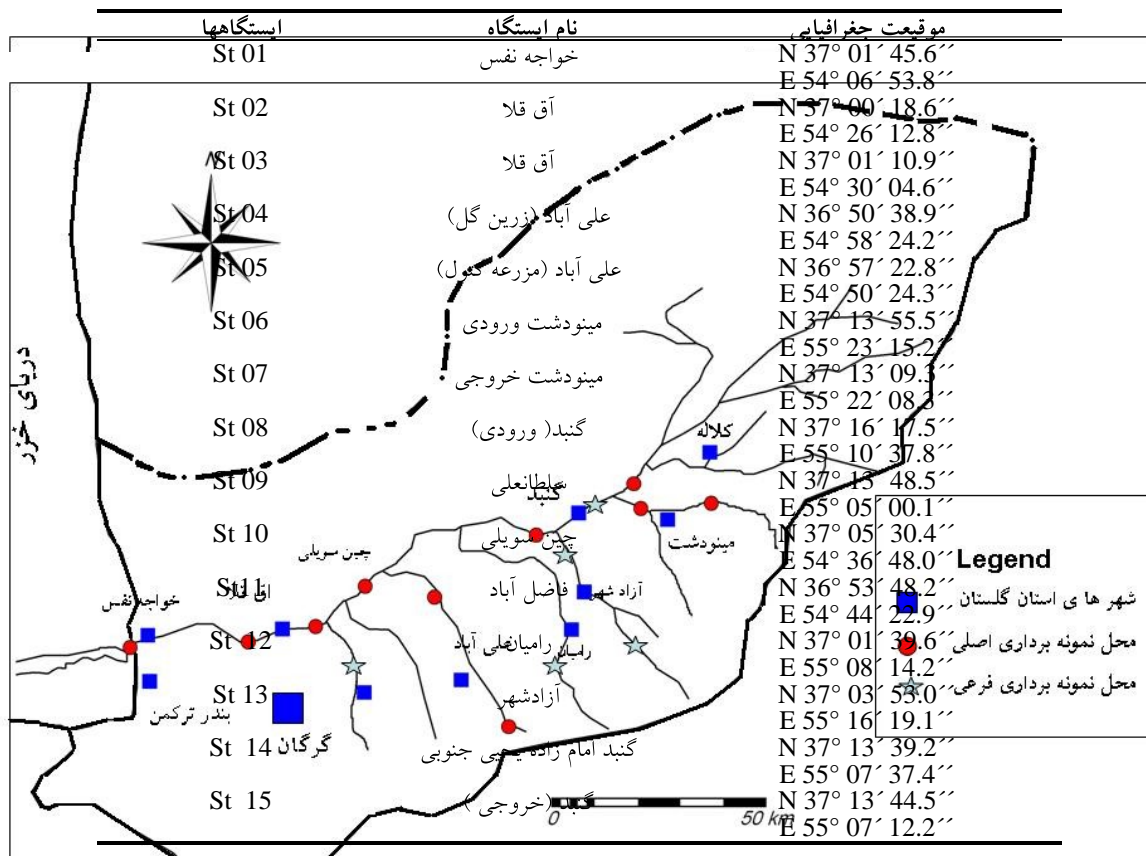 موقیعت جغرافیایی نام ایستگاه ایستگاهها
N 37° 01´ 45.6´´ خواجه نفس St 01
E 54° 06´ 53.8´´
N 37° 00´ 18.6´´ آق قلا St 02
E 54° 26´ 12.8´´
N 37° 01´ 10.9´´ آق قلا St 03
E 54° 30´ 04.6´´
N 36° 50´ 38.9´´ علی آباد (زرین گل) St 04
E 54° 58´ 24.2´´
N 36° 57´ 22.8´´ علی آباد (مزرعه کتول) St 05
E 54° 50´ 24.3´´
N 37° 13´ 55.5´´ مینودشت ورودی St 06
E 55° 23´ 15.2´´
N 37° 13´ 09.3´´ مینودشت خروجی St 07
E 55° 22´ 08.3´´
N 37° 16´ 17.5´´ گنبد( ورودی) St 08
E 55° 10´ 37.8´´
N 37° 13´ 48.5´´ سلطانعلی St 09
E 55° 05´ 00.1´´
N 37° 05´ 30.4´´ چین سویلی St 10
E 54° 36´ 48.0´´
N 36° 53´ 48.2´´ فاضل آباد St 11
E 54° 44´ 22.9´´
N 37° 01´ 39.6´´ رامیان St 12
E 55° 08´ 14.2´´
N 37° 03´ 53.0´´ آزادشهر St 13
E 55° 16´ 19.1´´
N 37° 13´ 39.2´´ گنبد امام زاده یحیی جنوبی St 14
E 55° 07´ 37.4´´
N 37° 13´ 44.5´´ گنبد (خروجی ) St 15
E 55° 07´ 12.2´´
N
دریای خزر
کلاله
گنبد
مینودشت
چین سویلی
آزاد شهر
خواجه نفس
اق قلا
علی آباد
رامیان
بندر ترکمن
گرگان
Legend
شهر ها ی استان گلستان
محل نمونه برداری اصلی
محل نمونه برداری فرعی
0 50 km